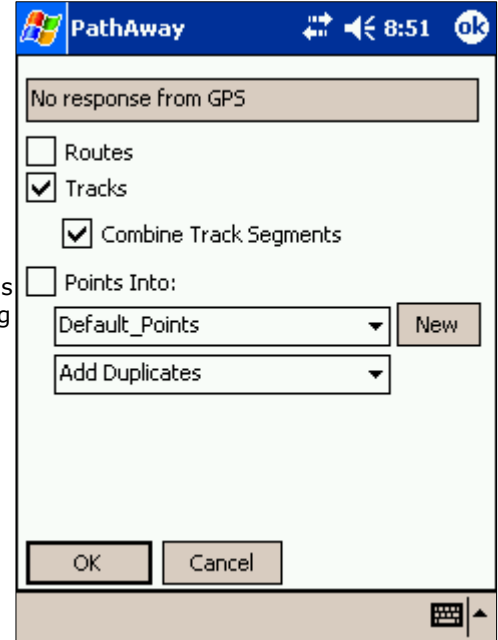 PathAway 8:51 ok
No response from GPS
Routes
Tracks
Combine Track Segments
s
Points Into:
g
Default_Points New
Add Duplicates
OK Cancel